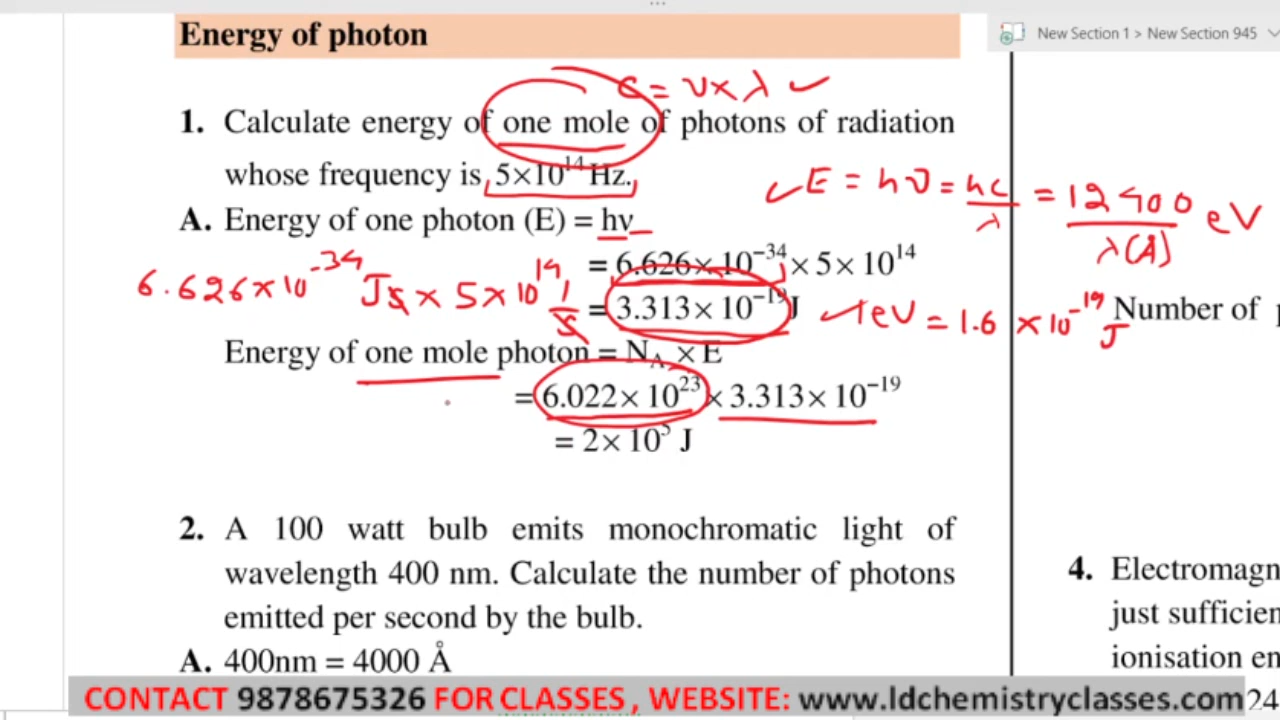 Energy of photon
New Section 1 > New Section 945
C = ν × λ ✓
1. Calculate energy of one mole of photons of radiation
whose frequency is 5×10¹⁴ Hz.
✓ E = hν = hc/λ = 12400/λ(Å) eV
A. Energy of one photon (E) = hν
= 6.626× 10⁻³⁴ × 5× 10¹⁴
6.626×10⁻³⁴ Js × 5×10¹⁴ 1/s
= 3.313× 10⁻¹⁹ J
✓ 1eV = 1.6 × 10⁻¹⁹ J
Number of
Energy of one mole photon = N_A × E
= 6.022× 10²³ × 3.313× 10⁻¹⁹
= 2× 10⁵ J
2. A 100 watt bulb emits monochromatic light of
wavelength 400 nm. Calculate the number of photons
emitted per second by the bulb.
A. 400nm = 4000 Å
4. Electromagn
just sufficien
ionisation en
CONTACT 9878675326 FOR CLASSES , WEBSITE: www.ldchemistryclasses.com
24